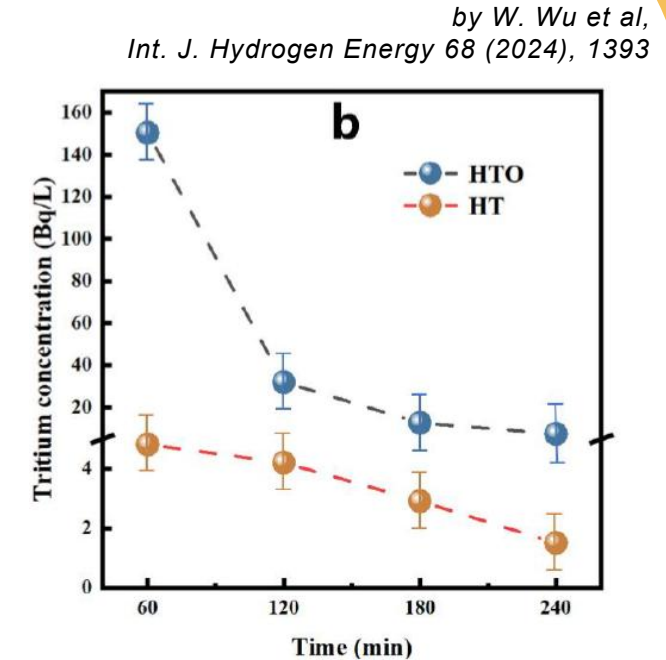 by W. Wu et al,
Int. J. Hydrogen Energy 68 (2024), 1393
b
HTO
HT
Tritium concentration (Bq/L)
160
140
120
100
80
60
40
20
4
2
0
60 120 180 240
Time (min)